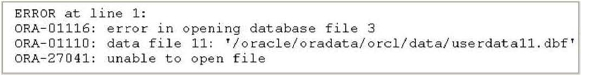 ERROR at line 1:
ORA-01116: error in opening database file 3
ORA-01110: data file 11: '/oracle/oradata/orcl/data/userdata11.dbf'
ORA-27041: unable to open file